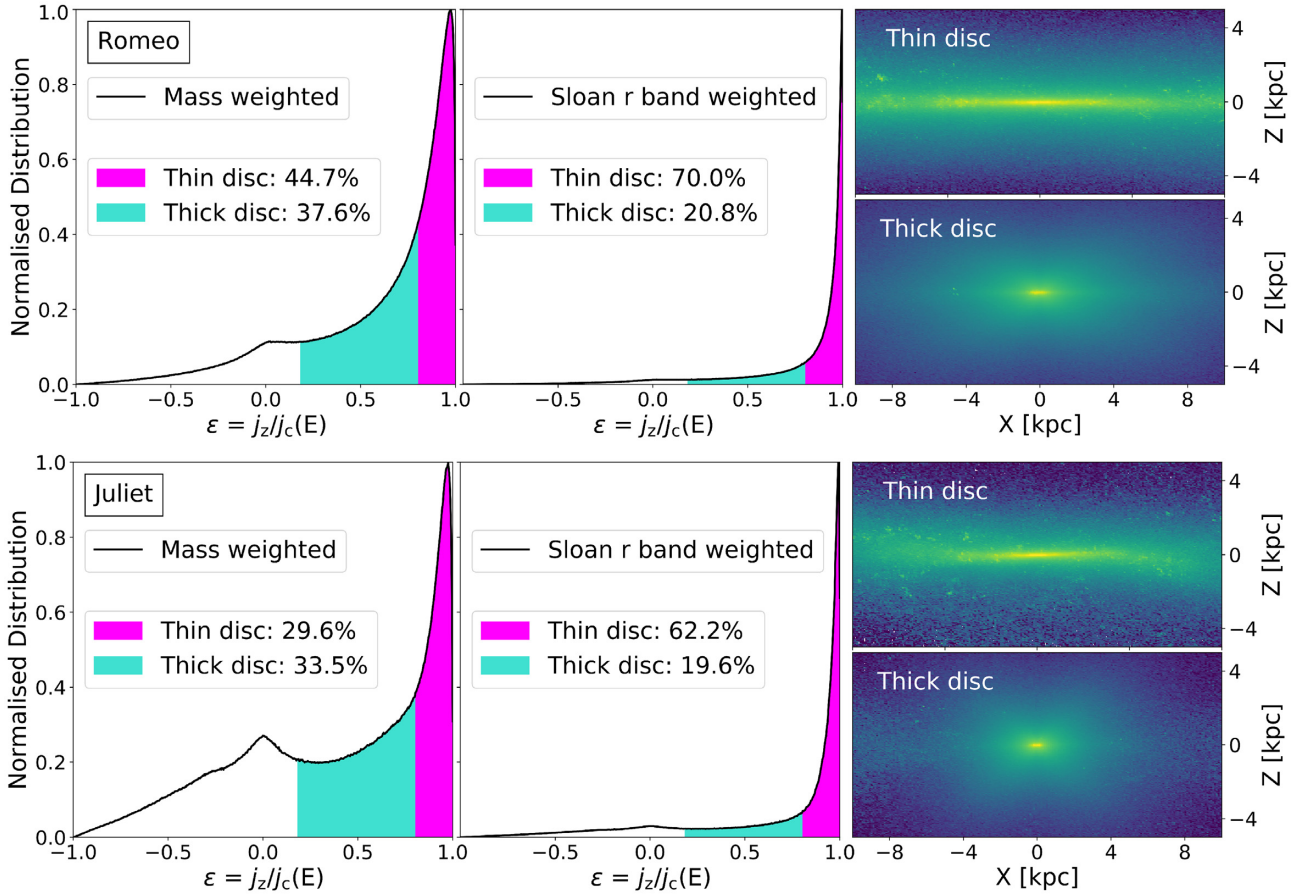 Romeo
Normalised Distribution
1.0
0.8
0.6
0.4
0.2
0.0
Mass weighted
Thin disc: 44.7%
Thick disc: 37.6%
−1.0 −0.5 0.0 0.5 1.0
ε = j_z/j_c(E)
Sloan r band weighted
Thin disc: 70.0%
Thick disc: 20.8%
−0.5 0.0 0.5 1.0
ε = j_z/j_c(E)
Thin disc
4
0
−4
Z [kpc]
Thick disc
4
0
−4
Z [kpc]
−8 −4 0 4 8
X [kpc]
Juliet
Normalised Distribution
1.0
0.8
0.6
0.4
0.2
0.0
Mass weighted
Thin disc: 29.6%
Thick disc: 33.5%
−1.0 −0.5 0.0 0.5 1.0
ε = j_z/j_c(E)
Sloan r band weighted
Thin disc: 62.2%
Thick disc: 19.6%
−0.5 0.0 0.5 1.0
ε = j_z/j_c(E)
Thin disc
4
0
−4
Z [kpc]
Thick disc
4
0
−4
Z [kpc]
−8 −4 0 4 8
X [kpc]